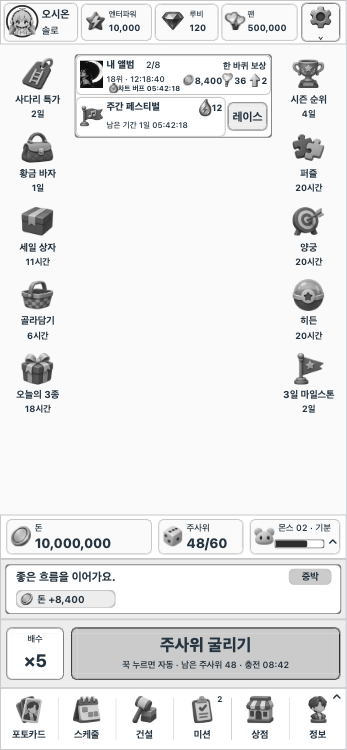 오시온
솔로
엔터파워
10,000
루비
120
팬
500,000
내 앨범 2/8
한 바퀴 보상
18위 · 12:18:40
차트 버프 05:42:18
8,400 36 2
주간 페스티벌
12
남은 기간 1일 05:42:18
레이스
사다리 특가
2일
황금 바자
1일
세일 상자
11시간
골라담기
6시간
오늘의 3종
18시간
시즌 순위
4일
퍼즐
20시간
양궁
20시간
히든
20시간
3일 마일스톤
2일
돈
10,000,000
주사위
48/60
몬스 02 · 기분
좋은 흐름을 이어가요.
중박
돈 +8,400
배수
×5
주사위 굴리기
꾹 누르면 자동 · 남은 주사위 48 · 충전 08:42
포토카드
스케줄
건설
미션
2
상점
정보